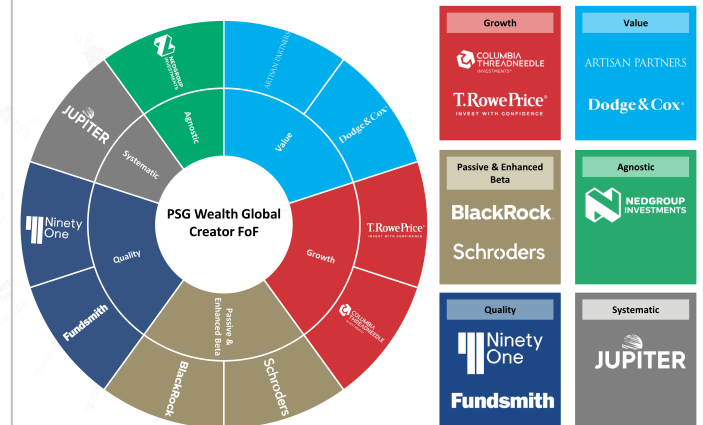 NEDGROUP
INVESTMENTS
ARTISAN PARTNERS
JUPITER
Agnostic
Value
Dodge & Cox
Systematic
PSG Wealth Global
Creator FoF
Ninety
One
Quality
Growth
T.RowePrice®
INVEST WITH CONFIDENCE
Fundsmith
Passive &
Enhanced Beta
COLUMBIA
THREADNEEDLE
INVESTMENTS
BlackRock
Schroders
Growth
COLUMBIA
THREADNEEDLE
INVESTMENTS®
T.RowePrice®
INVEST WITH CONFIDENCE
Value
ARTISAN PARTNERS
Dodge & Cox®
Passive & Enhanced
Beta
BlackRock.
Schroders
Agnostic
NEDGROUP
INVESTMENTS
Quality
Ninety
One
Fundsmith
Systematic
JUPITER